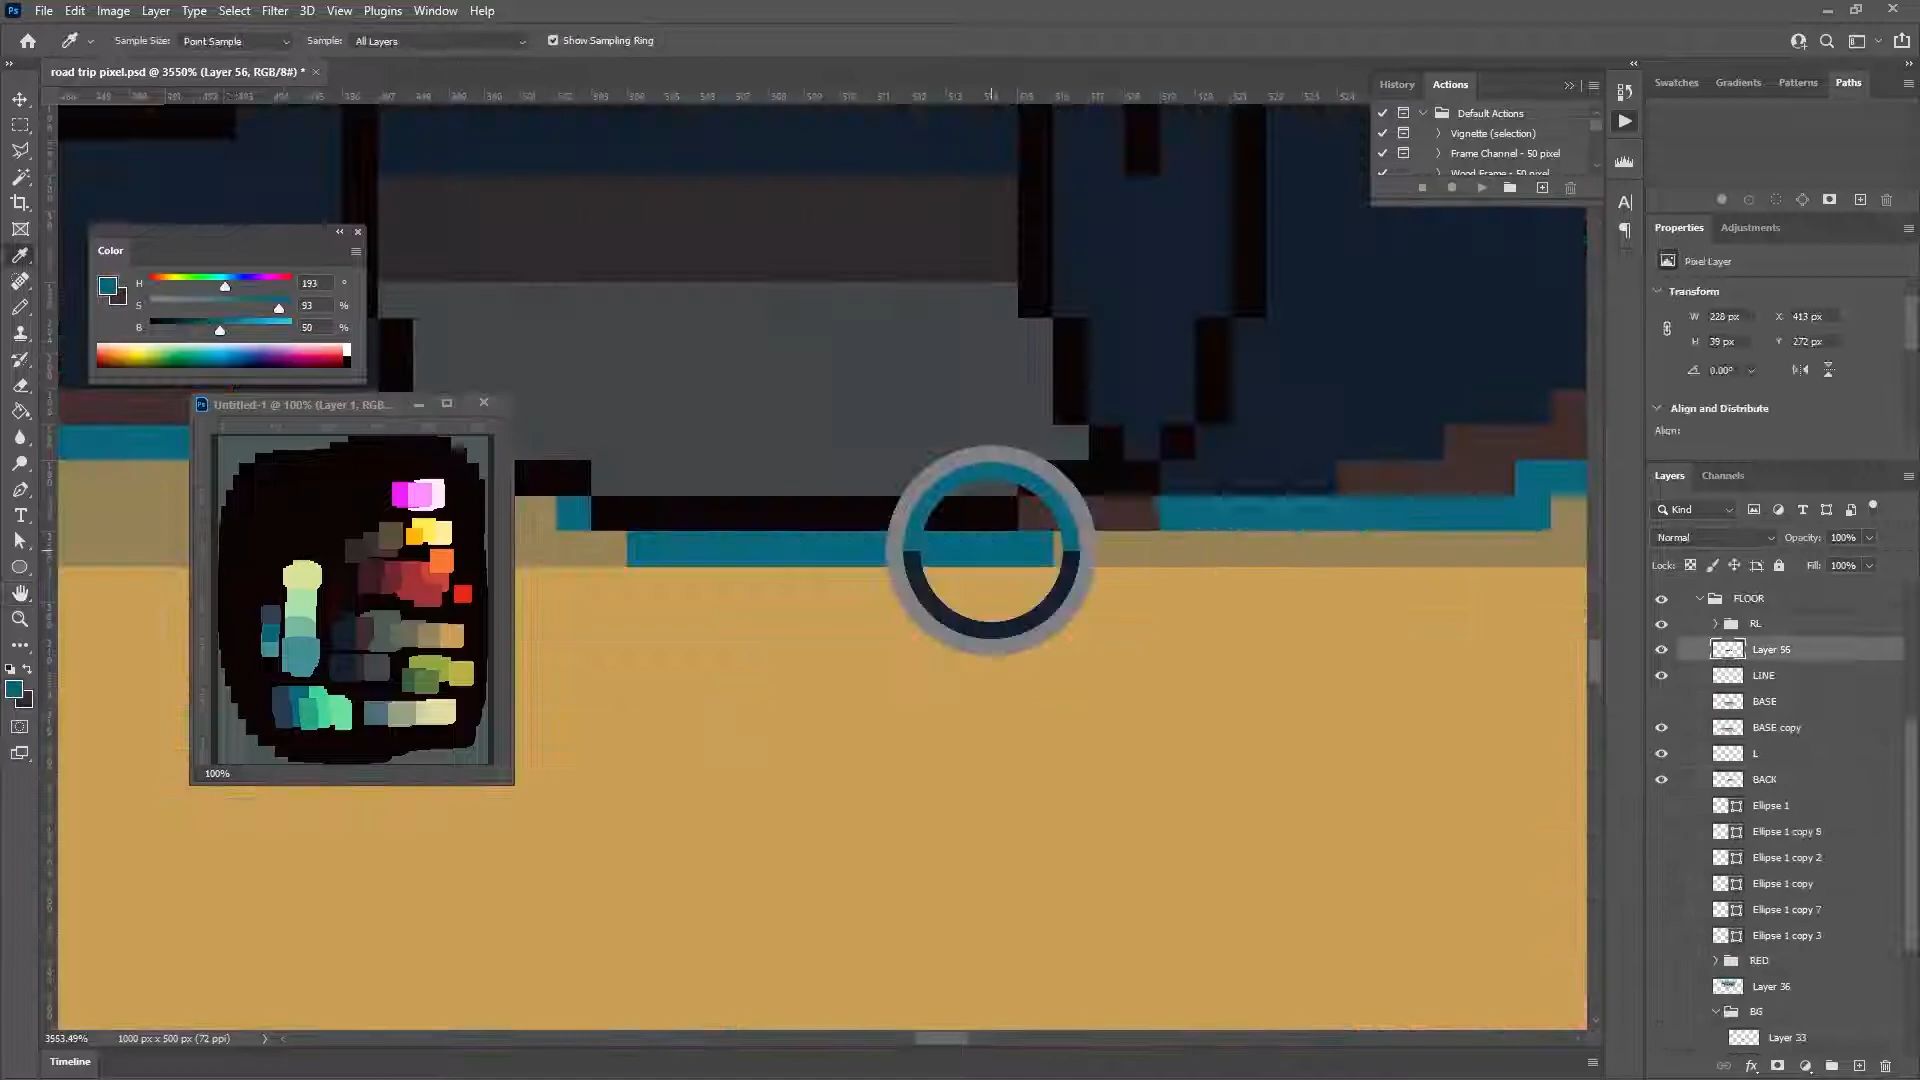 File Edit Image Layer Type Select Filter 3D View Plugins Window Help
Sample Size: Point Sample Sample: All Layers Show Sampling Ring
road trip pixel.psd @ 3550% (Layer 56, RGB/8#) *
History Actions
Default Actions
Vignette (selection)
Frame Channel - 50 pixel
Wood Frame - 50 pixel
Color
H 193 °
S 93 %
B 50 %
Untitled-1 @ 100% (Layer 1, RGB...
100%
Swatches Gradients Patterns Paths
Properties Adjustments
Pixel Layer
Transform
W 228 px X 413 px
H 39 px Y 272 px
0.00°
Align and Distribute
Align:
Layers Channels
Kind
Normal Opacity: 100%
Lock: Fill: 100%
FLOOR
RL
Layer 56
LINE
BASE
BASE copy
L
BACK
Ellipse 1
Ellipse 1 copy 8
Ellipse 1 copy 2
Ellipse 1 copy
Ellipse 1 copy 7
Ellipse 1 copy 3
RED
Layer 36
BG
Layer 33
3953.49% 1000 px x 500 px (72 ppi)
Timeline